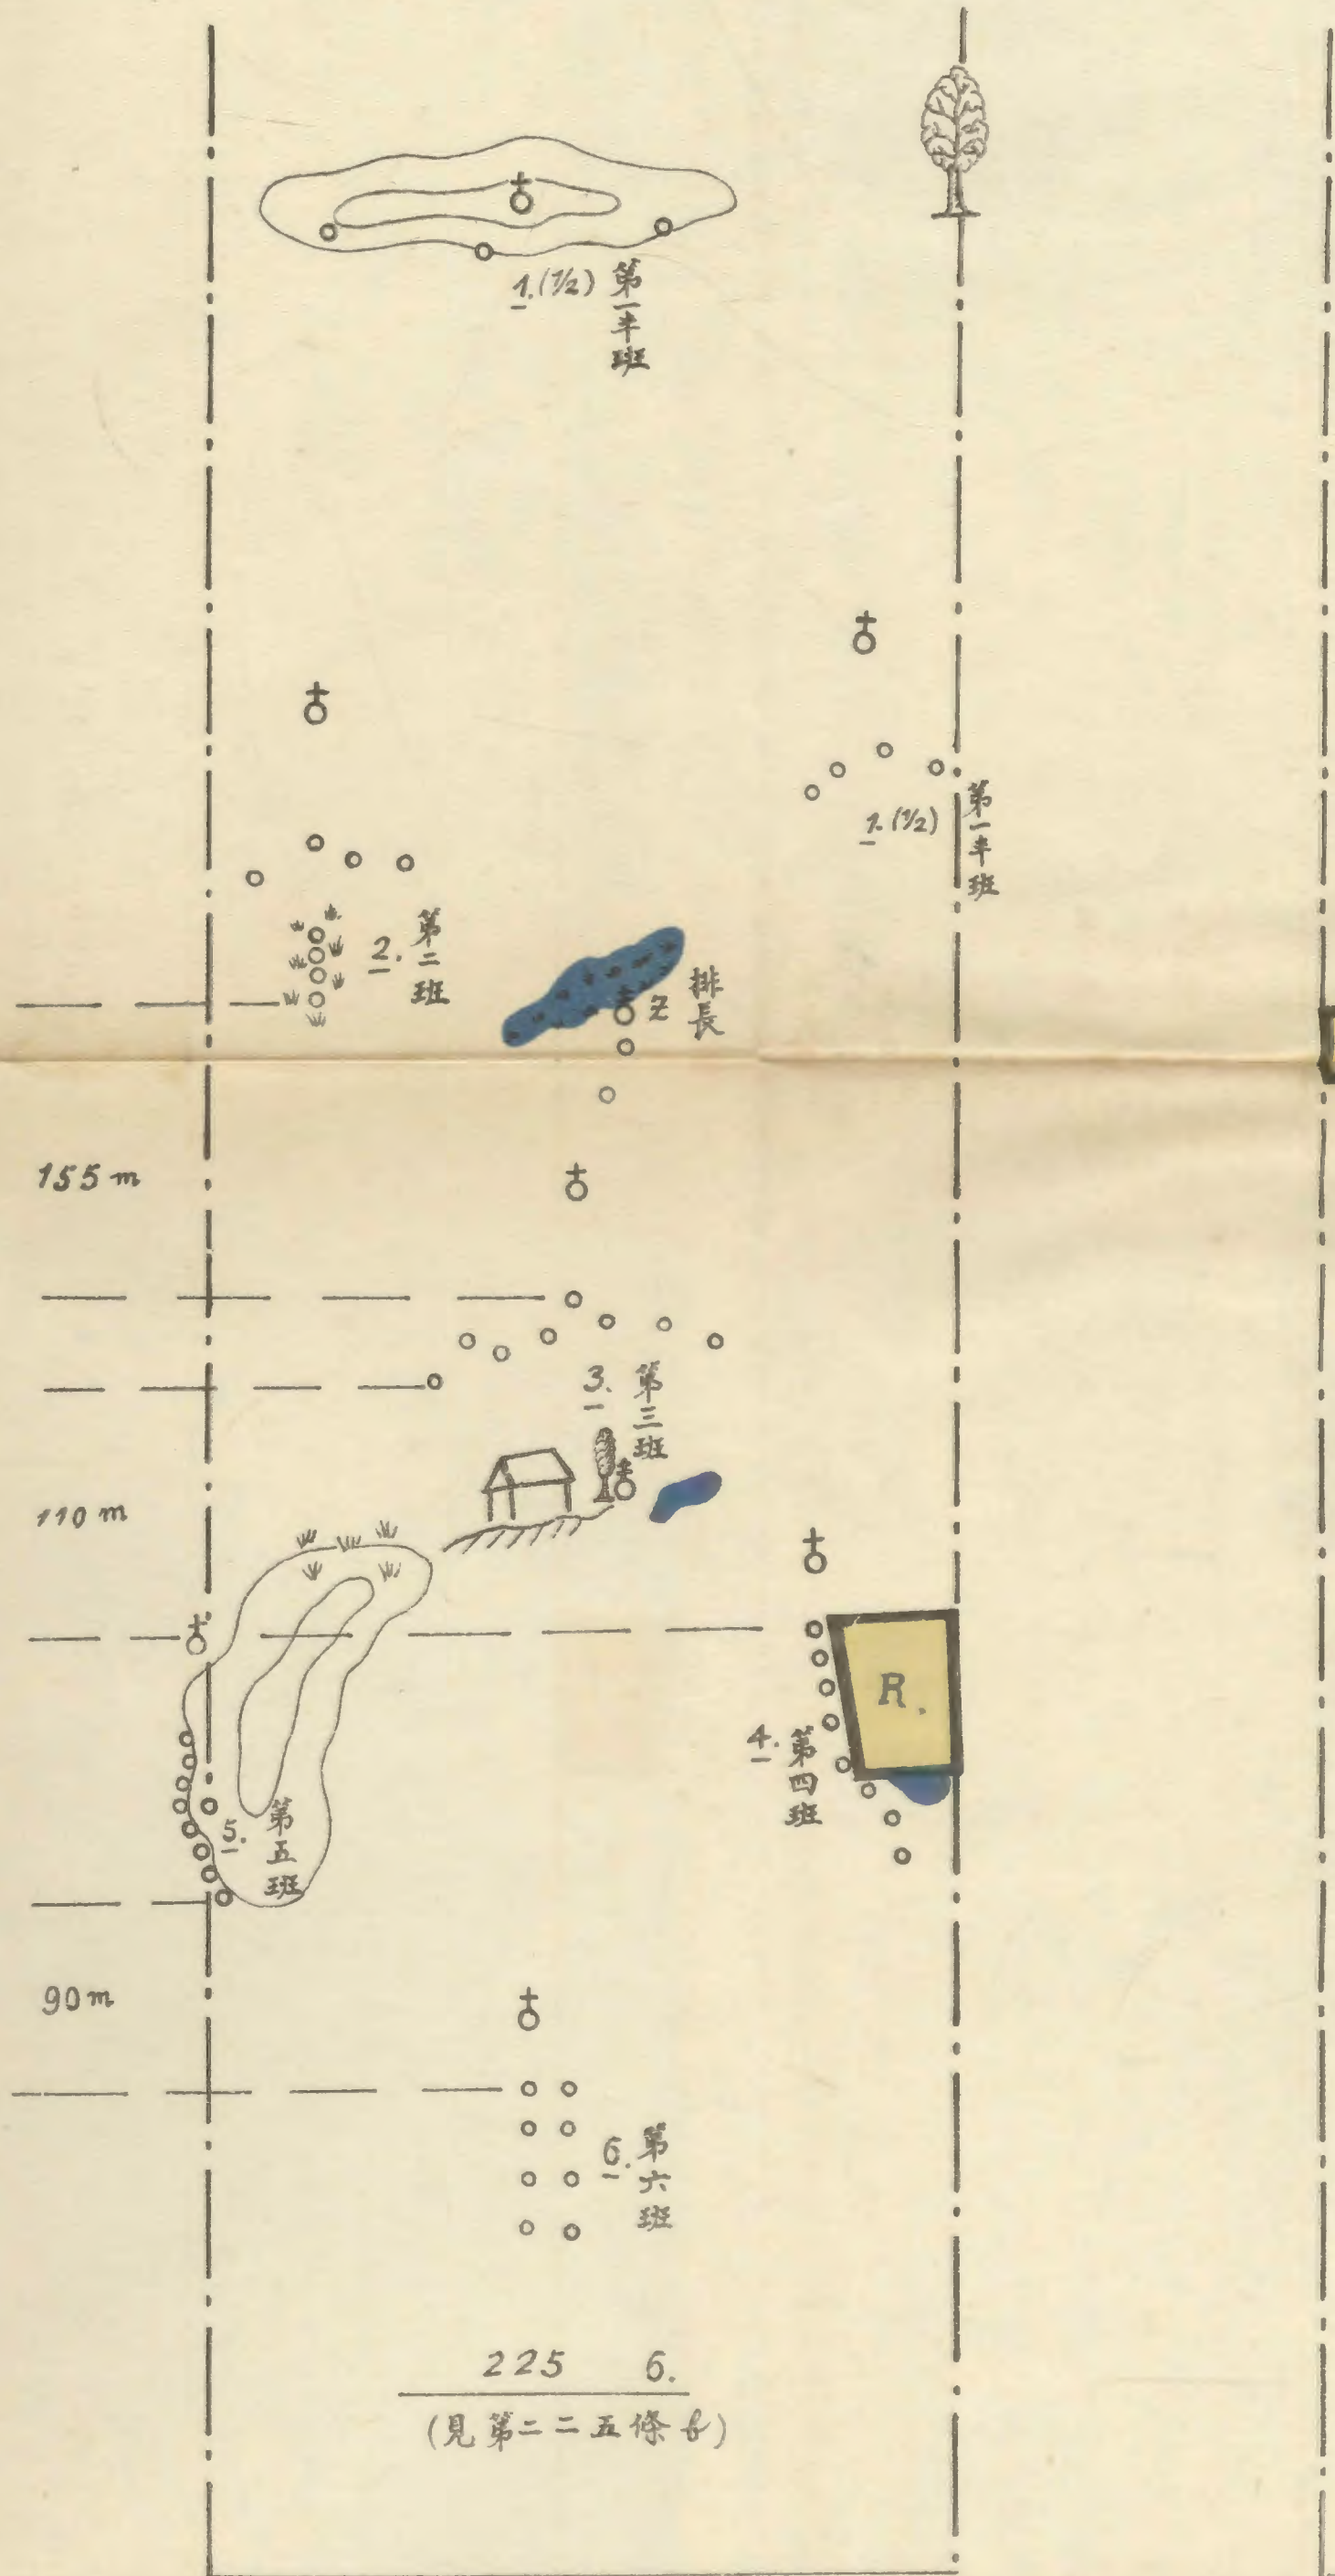 1.(1/2) 第一半班
1.(1/2) 第一半班
2. 第二班
Z 排長
155 m
3. 第三班
110 m
R.
4. 第四班
5. 第五班
90 m
6. 第六班
225 6.
(見第二二五條b)